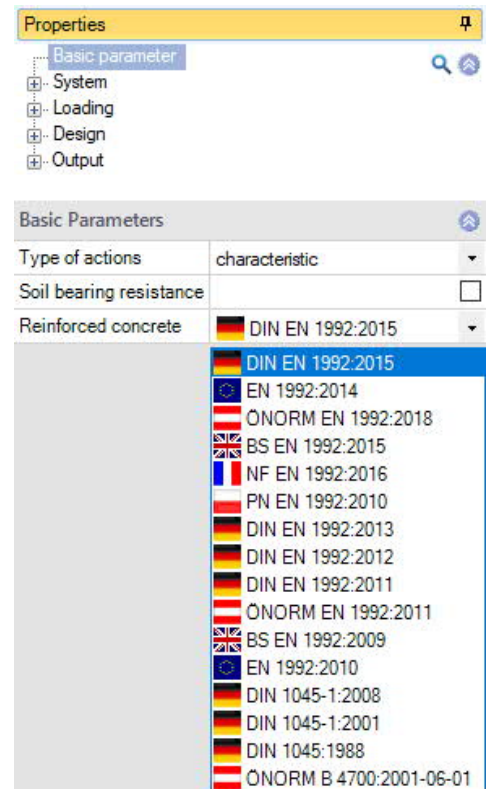 Properties
Basic parameter
System
Loading
Design
Output
Basic Parameters
Type of actions characteristic
Soil bearing resistance
Reinforced concrete DIN EN 1992:2015
DIN EN 1992:2015
EN 1992:2014
ÖNORM EN 1992:2018
BS EN 1992:2015
NF EN 1992:2016
PN EN 1992:2010
DIN EN 1992:2013
DIN EN 1992:2012
DIN EN 1992:2011
ÖNORM EN 1992:2011
BS EN 1992:2009
EN 1992:2010
DIN 1045-1:2008
DIN 1045-1:2001
DIN 1045:1988
ÖNORM B 4700:2001-06-01